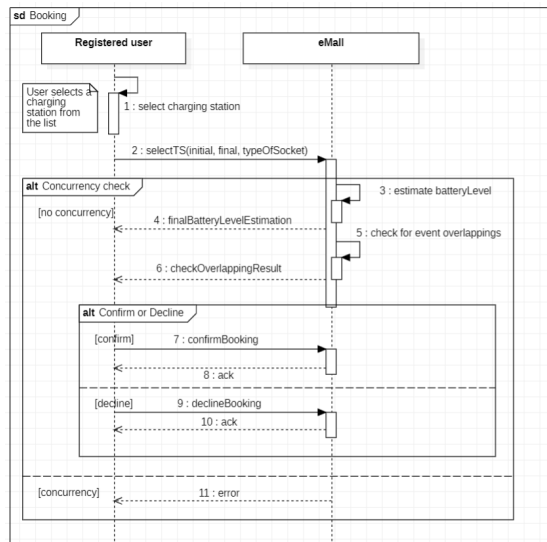 sd Booking
Registered user
eMall
User selects a
charging
station from
the list
1 : select charging station
2 : selectTS(initial, final, typeOfSocket)
alt Concurrency check
3 : estimate batteryLevel
[no concurrency]
4 : finalBatteryLevelEstimation
5 : check for event overlappings
6 : checkOverlappingResult
alt Confirm or Decline
[confirm]
7 : confirmBooking
8 : ack
[decline]
9 : declineBooking
10 : ack
[concurrency]
11 : error